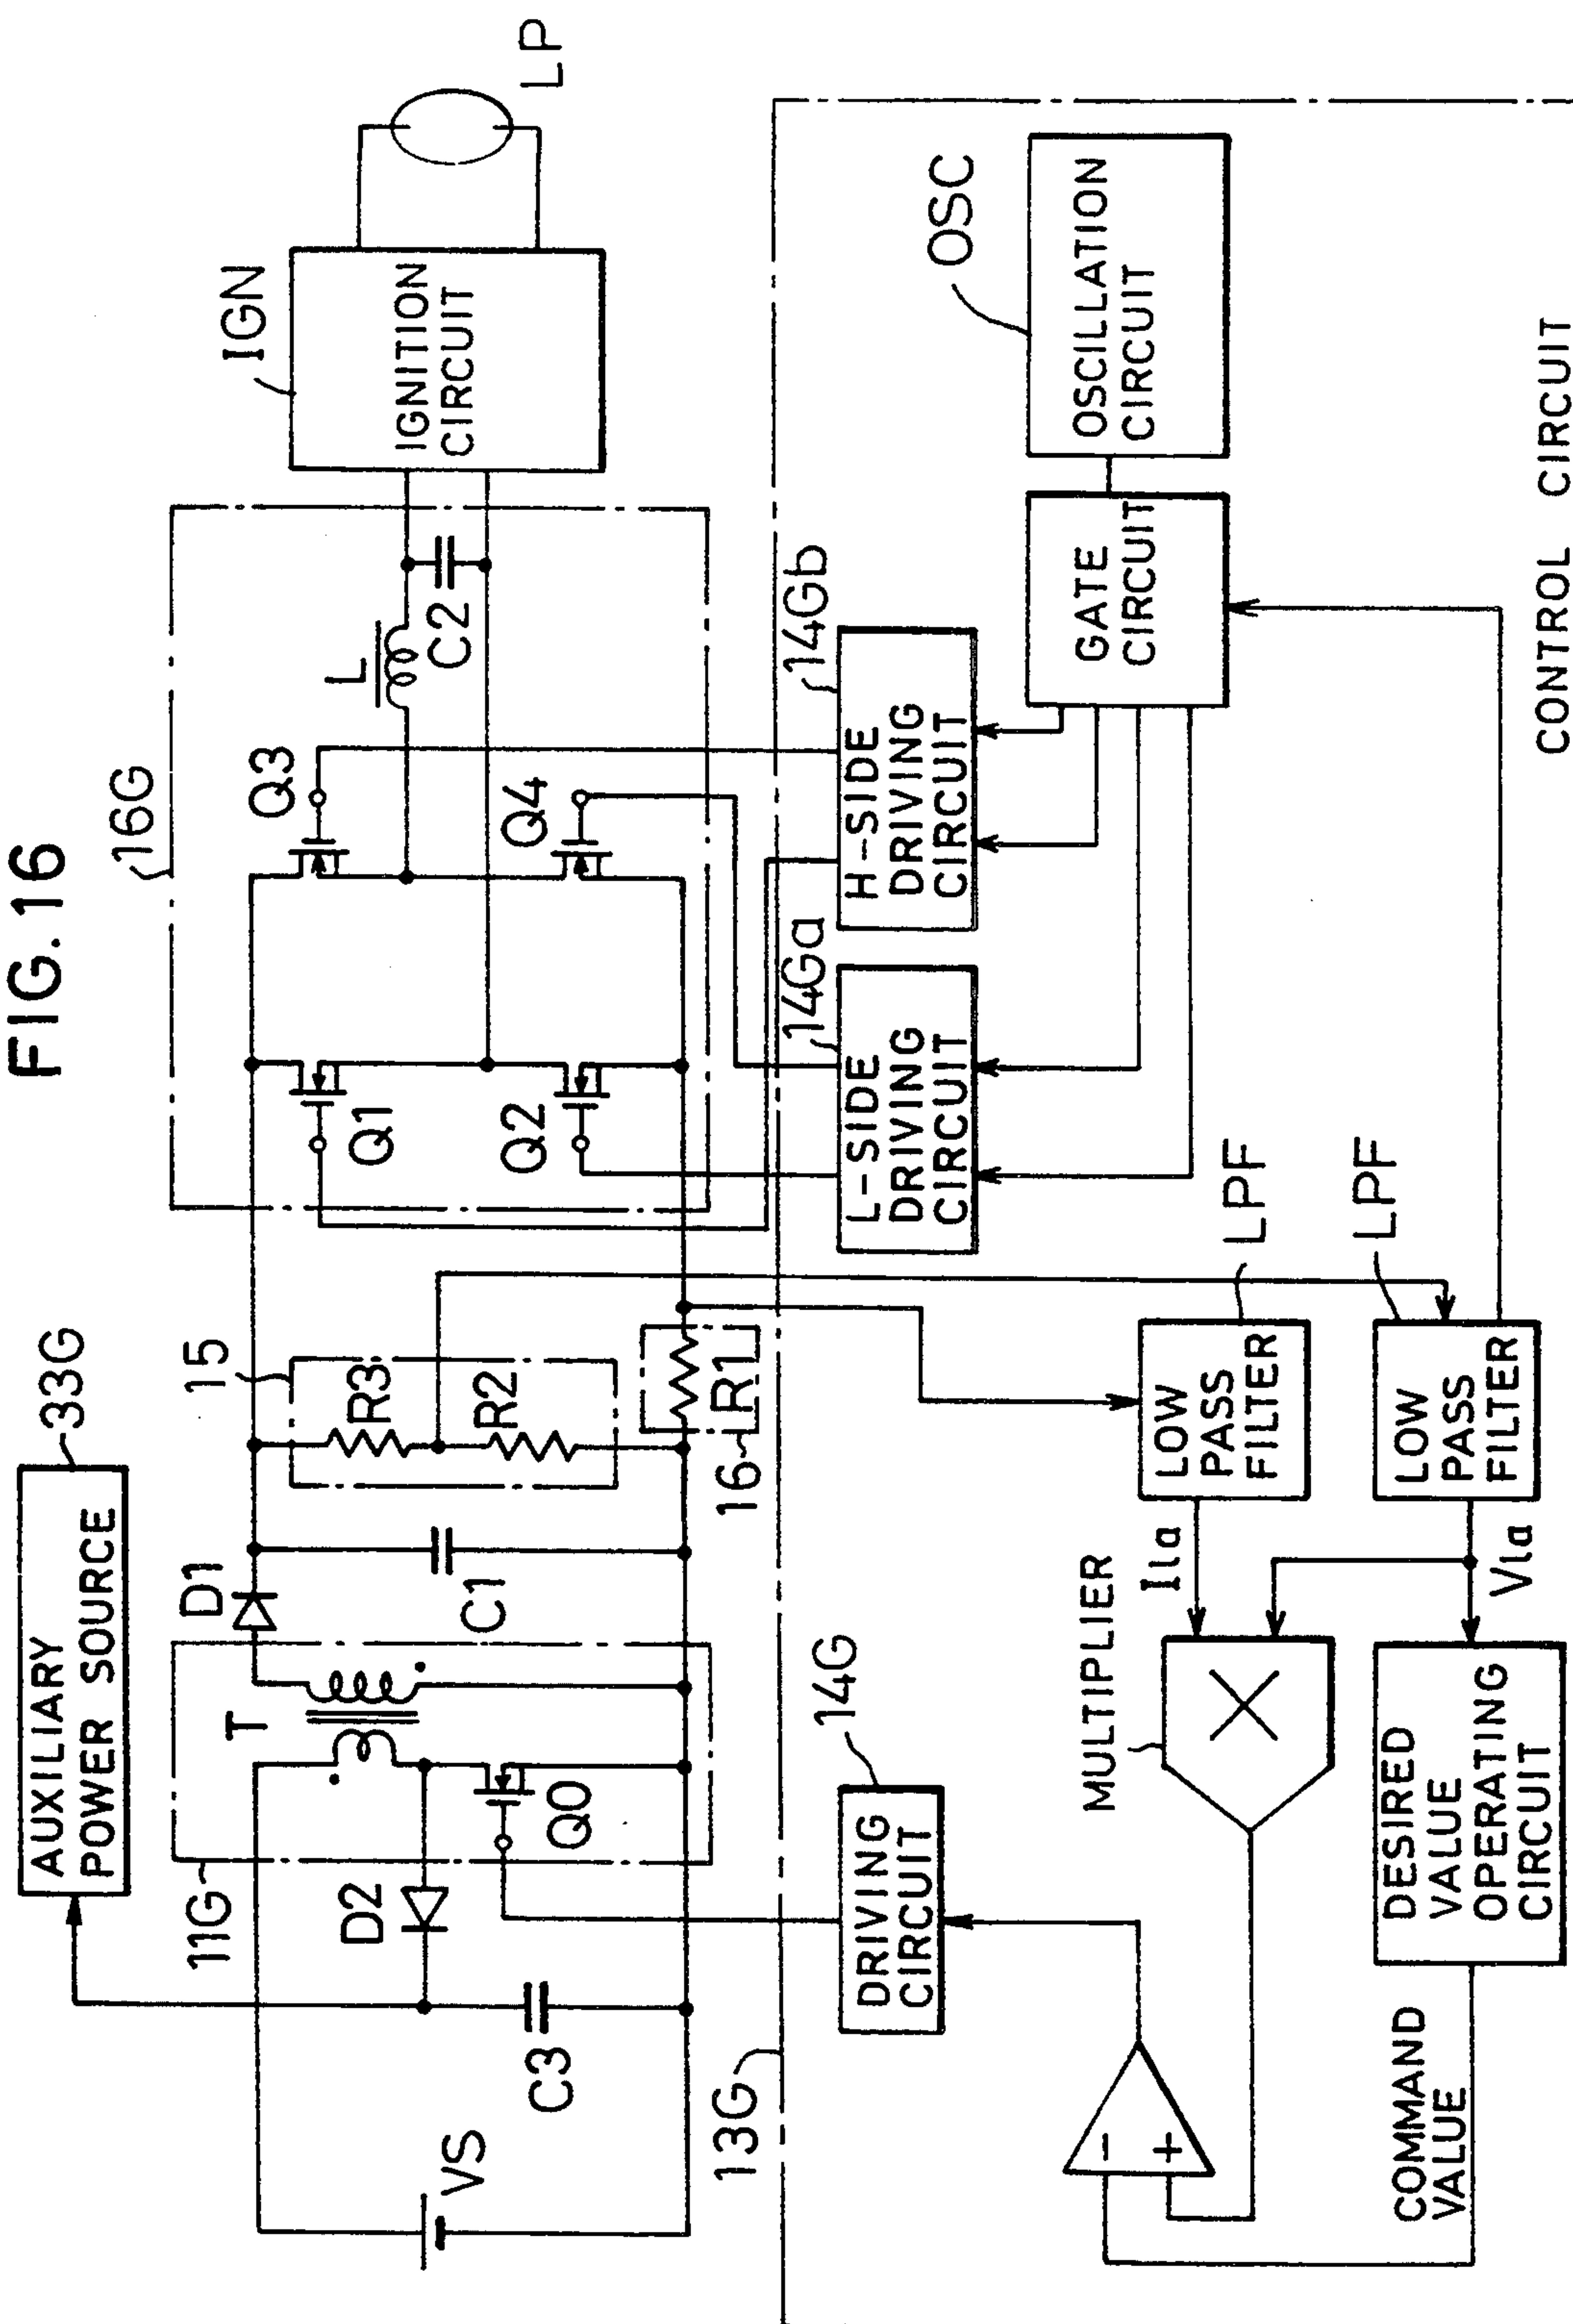 FIG. 16
AUXILIARY
POWER SOURCE
33G
11G
T
D1
15
16G
IGN
IGNITION
CIRCUIT
LP
VS
C3
D2
Q0
C1
R3
R2
16
R1
Q1
Q2
Q3
Q4
L
C2
13G
14G
DRIVING
CIRCUIT
14Ga
L-SIDE
DRIVING
CIRCUIT
14Gb
H-SIDE
DRIVING
CIRCUIT
OSC
GATE
CIRCUIT
OSCILLATION
CIRCUIT
MULTIPLIER
×
Ila
LOW
PASS
FILTER
LPF
−
+
COMMAND
VALUE
DESIRED
VALUE
OPERATING
CIRCUIT
Vla
LOW
PASS
FILTER
LPF
CONTROL CIRCUIT